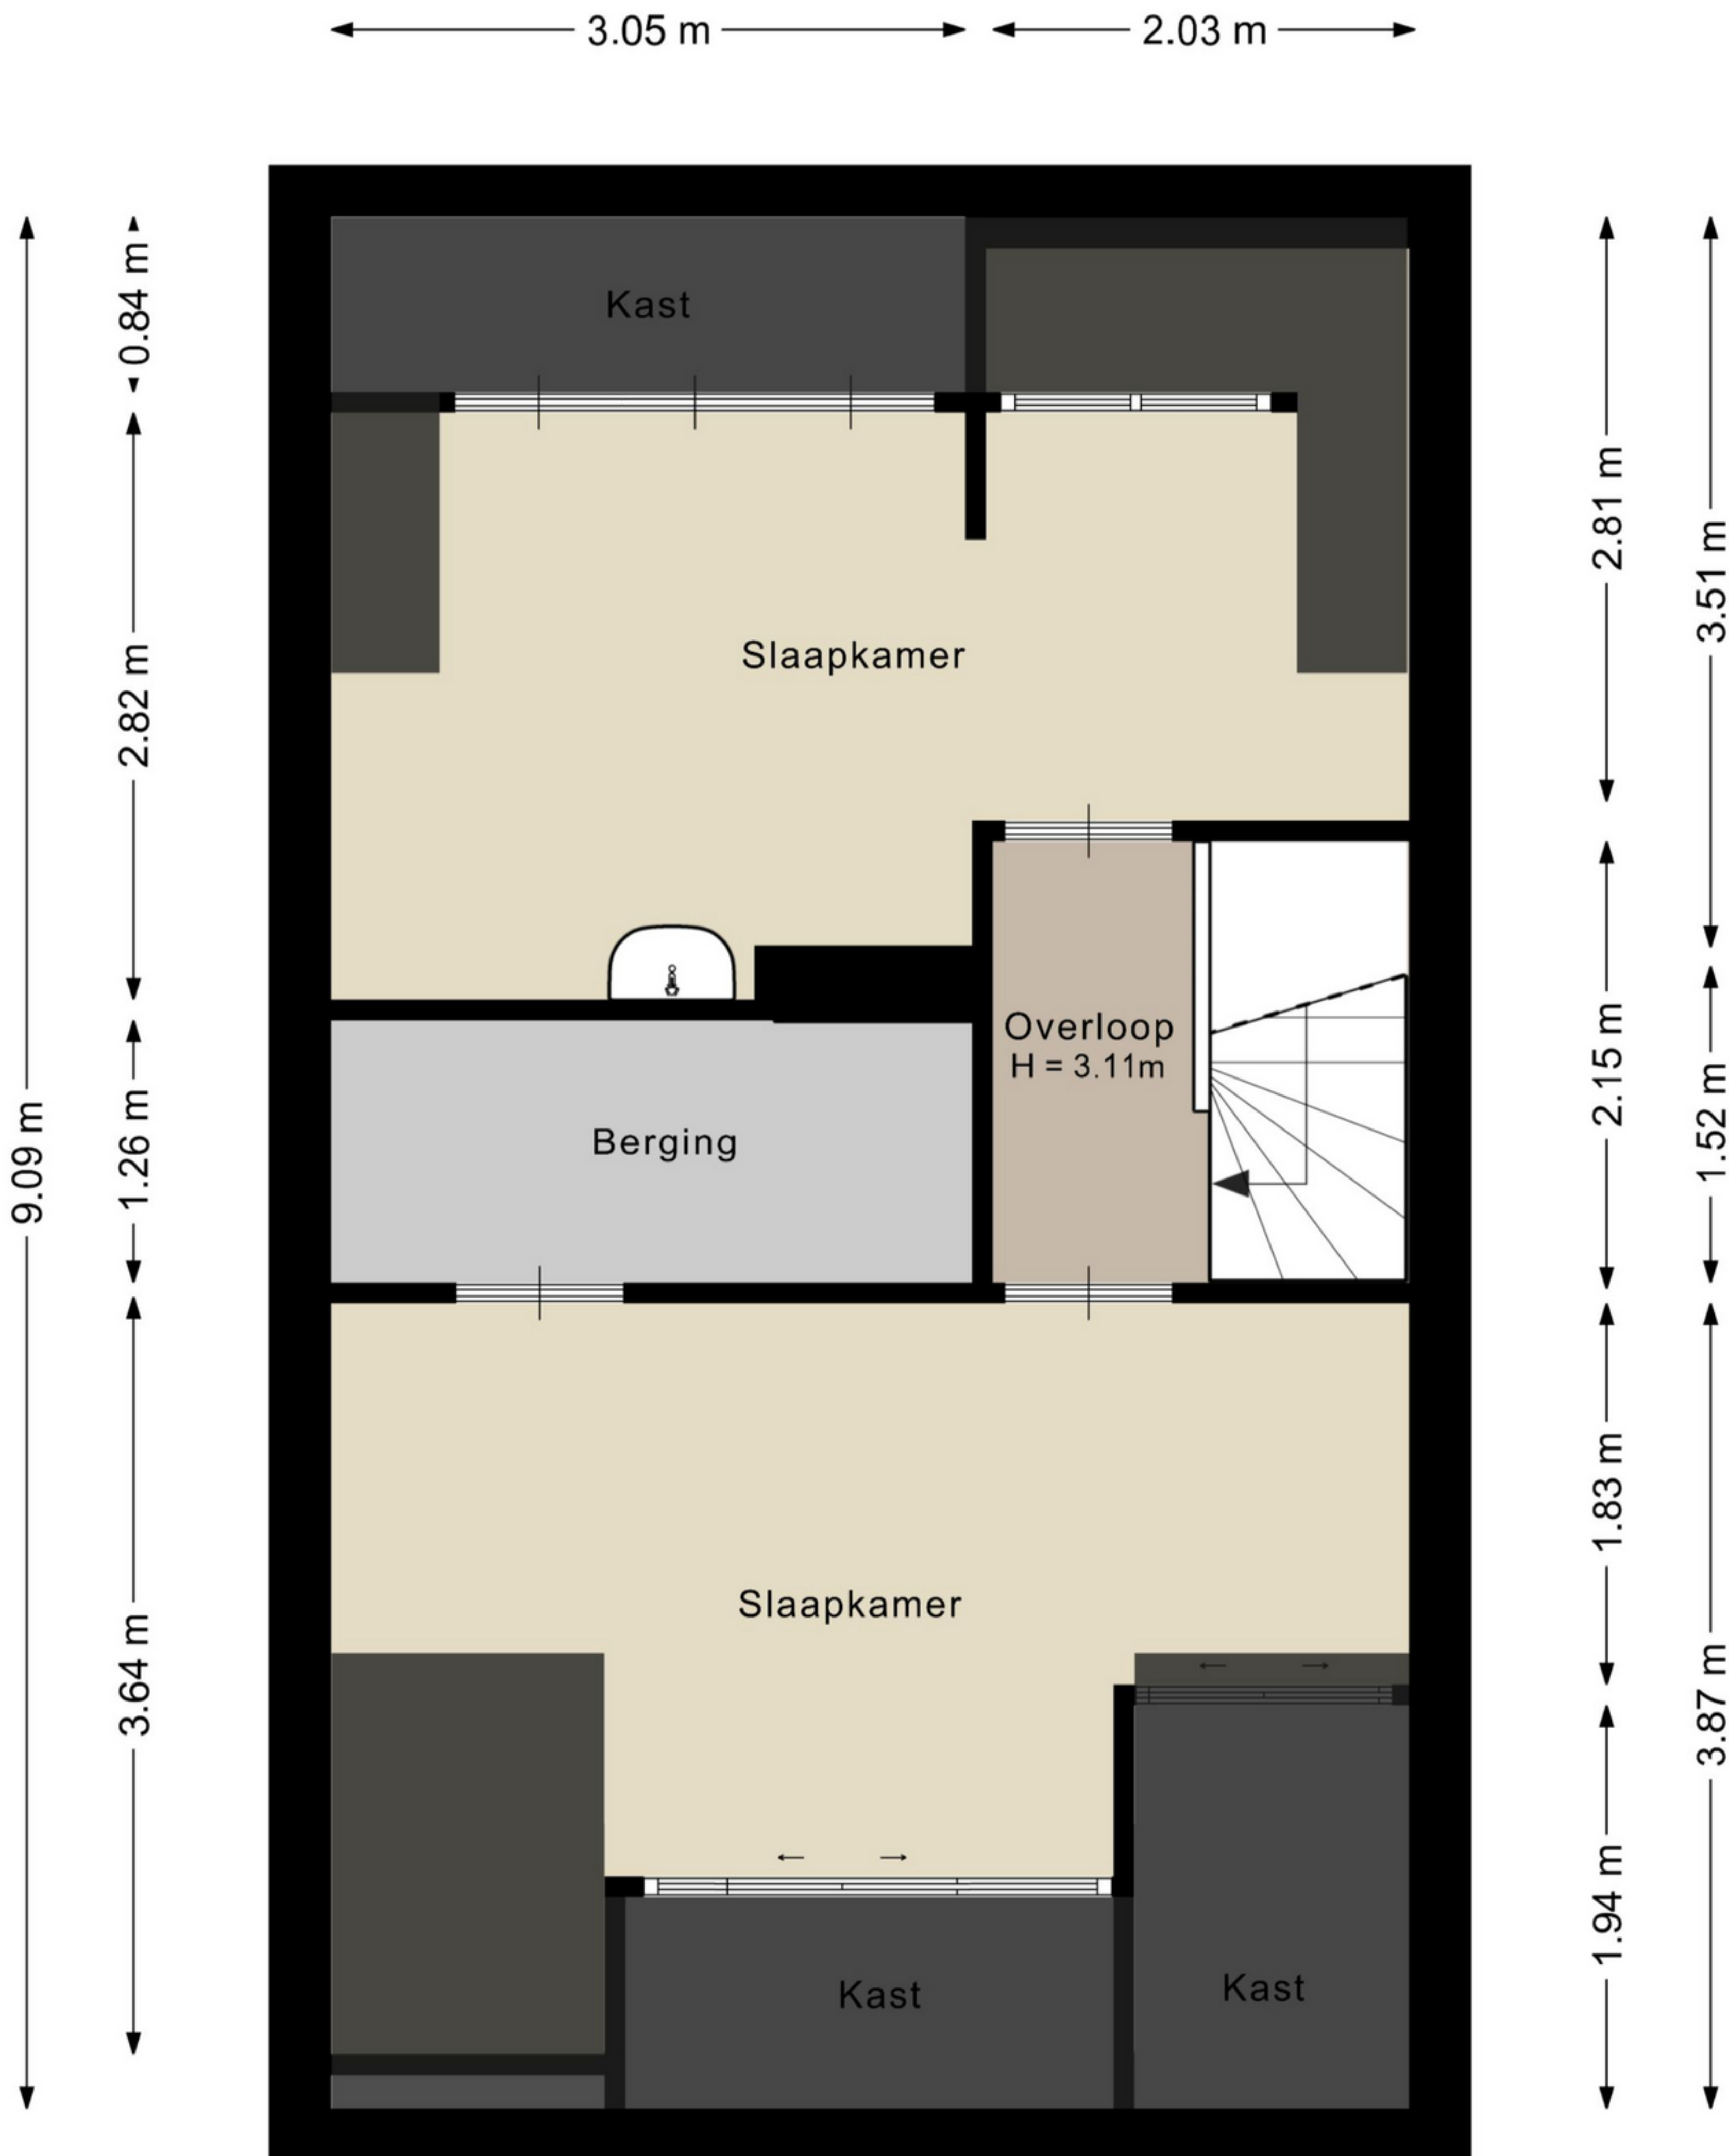 3.05 m
2.03 m
0.84 m
Kast
2.81 m
3.51 m
Slaapkamer
2.82 m
Overloop
H = 3.11m
2.15 m
1.52 m
9.09 m
1.26 m
Berging
1.83 m
Slaapkamer
3.64 m
3.87 m
1.94 m
Kast
Kast